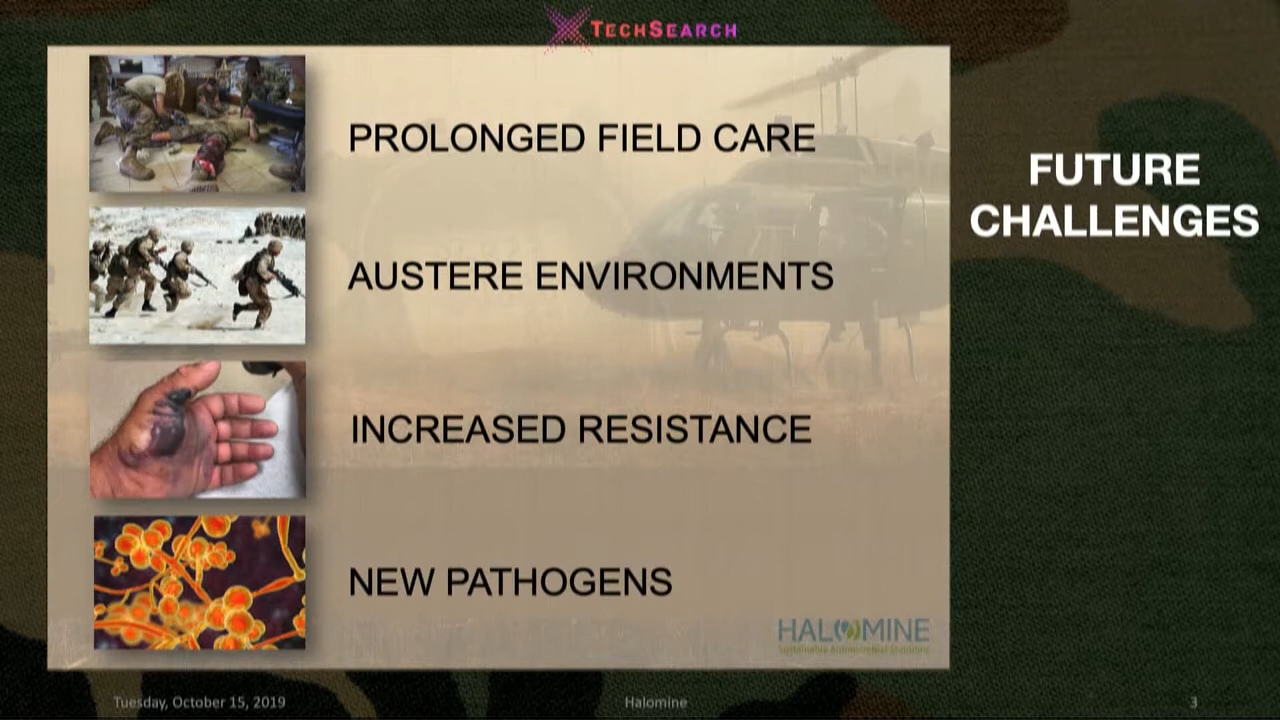 TECHSEARCH
PROLONGED FIELD CARE
FUTURE
CHALLENGES
AUSTERE ENVIRONMENTS
INCREASED RESISTANCE
NEW PATHOGENS
HALOMINE
Sustainable Antimicrobial Solutions
Tuesday, October 15, 2019
Halomine
3